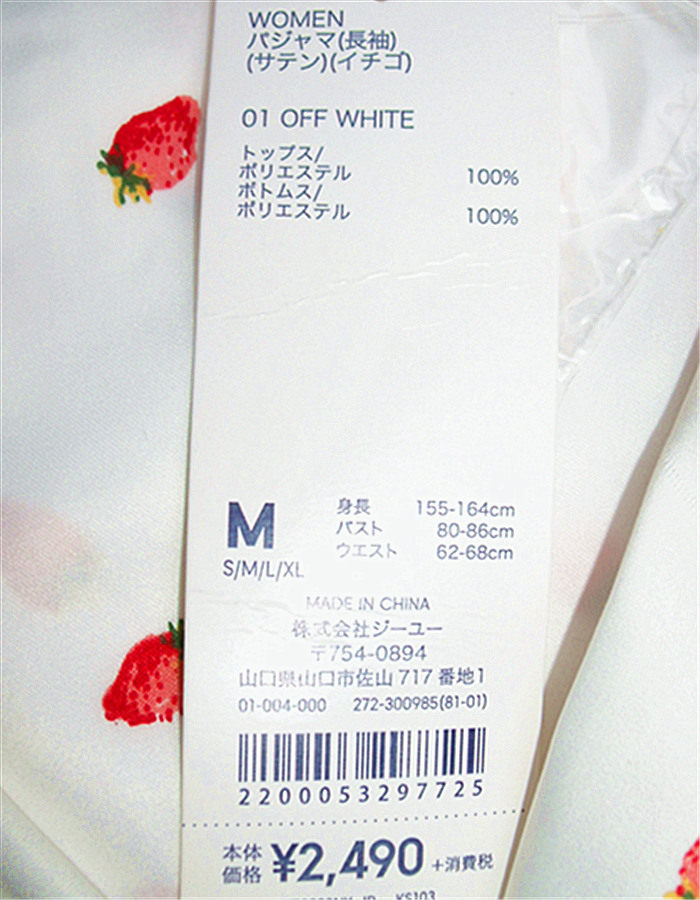 WOMEN
パジャマ(長袖)
(サテン)(イチゴ)
01 OFF WHITE
トップス/
ポリエステル 100%
ボトムス/
ポリエステル 100%
M
S/M/L/XL
身長 155-164cm
バスト 80-86cm
ウエスト 62-68cm
MADE IN CHINA
株式会社ジーユー
〒754-0894
山口県山口市佐山 717 番地1
01-004-000 272-300985(81-01)
2200053297725
本体価格 ¥2,490 +消費税